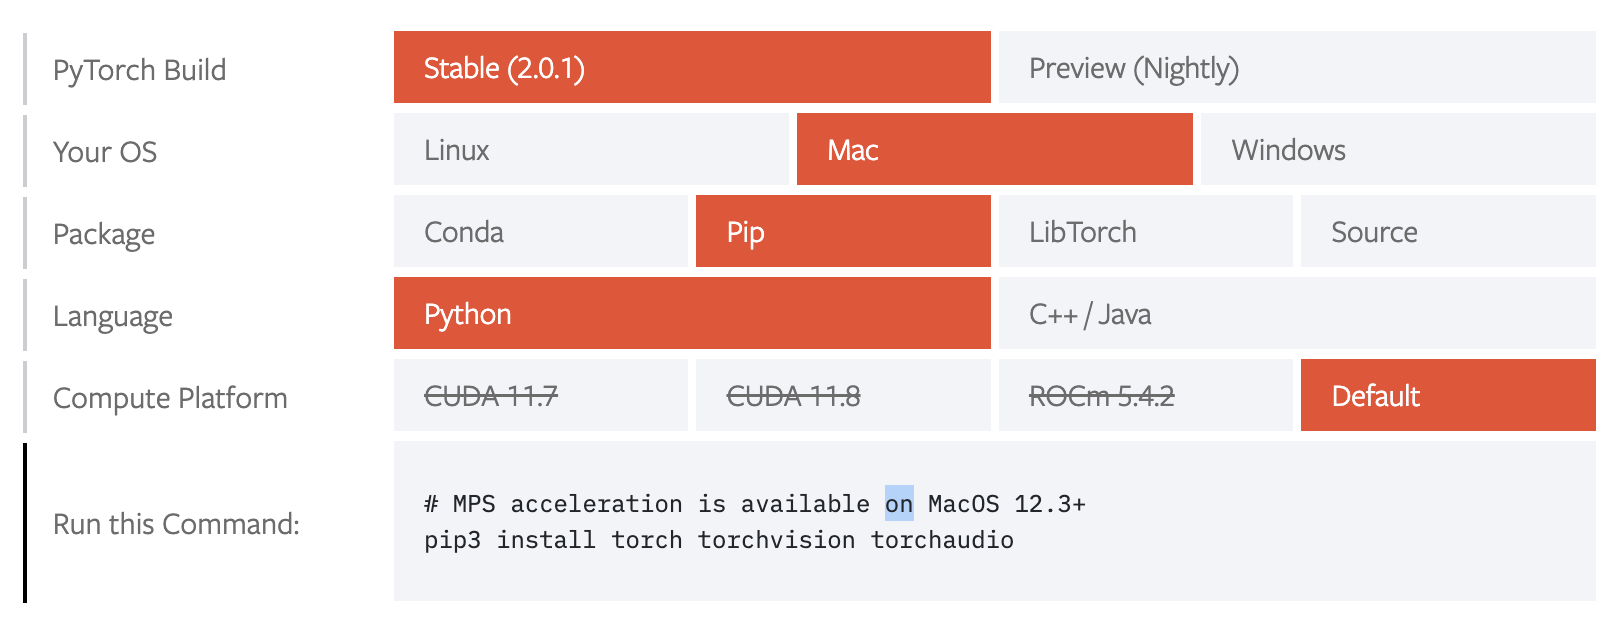 PyTorch Build
Stable (2.0.1)
Preview (Nightly)
Your OS
Linux
Mac
Windows
Package
Conda
Pip
LibTorch
Source
Language
Python
C++ / Java
Compute Platform
CUDA 11.7
CUDA 11.8
ROCm 5.4.2
Default
Run this Command:
# MPS acceleration is available on MacOS 12.3+
pip3 install torch torchvision torchaudio